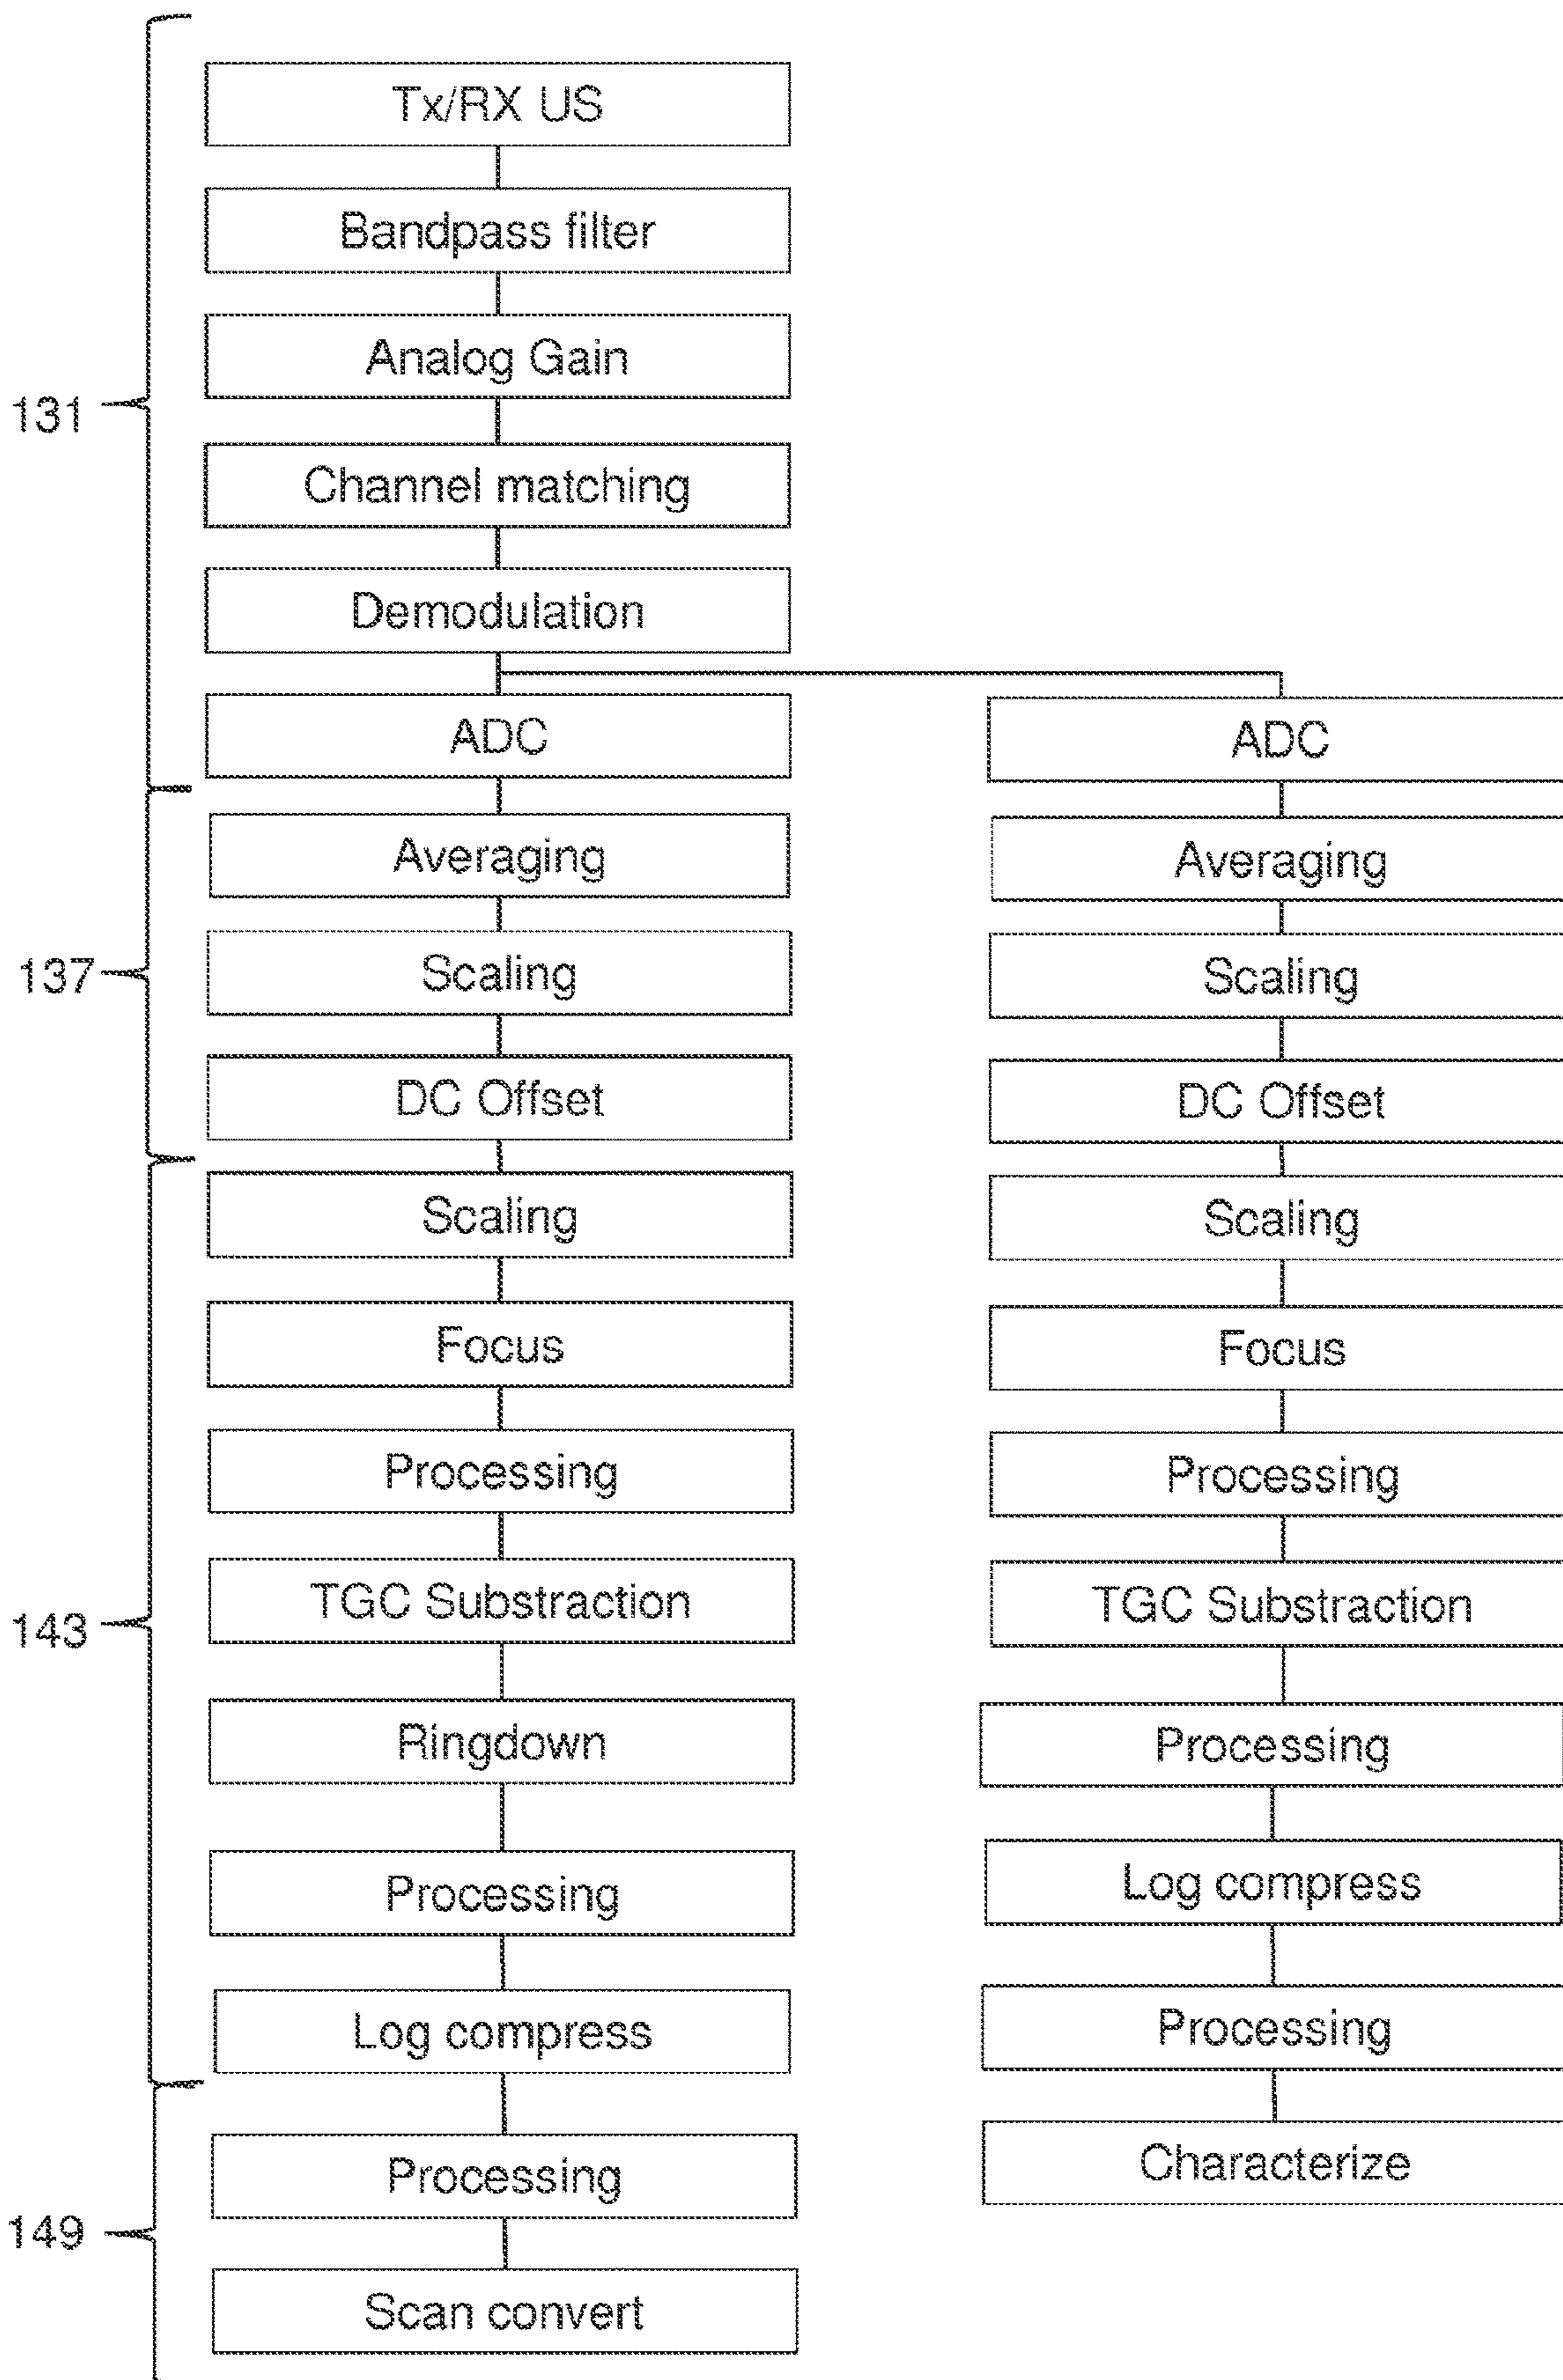 Tx/RX US
Bandpass filter
Analog Gain
131
Channel matching
Demodulation
ADC
Averaging
137
Scaling
DC Offset
Scaling
Focus
Processing
143
TGC Substraction
Ringdown
Processing
Log compress
149
Processing
Scan convert
ADC
Averaging
Scaling
DC Offset
Scaling
Focus
Processing
TGC Substraction
Processing
Log compress
Processing
Characterize